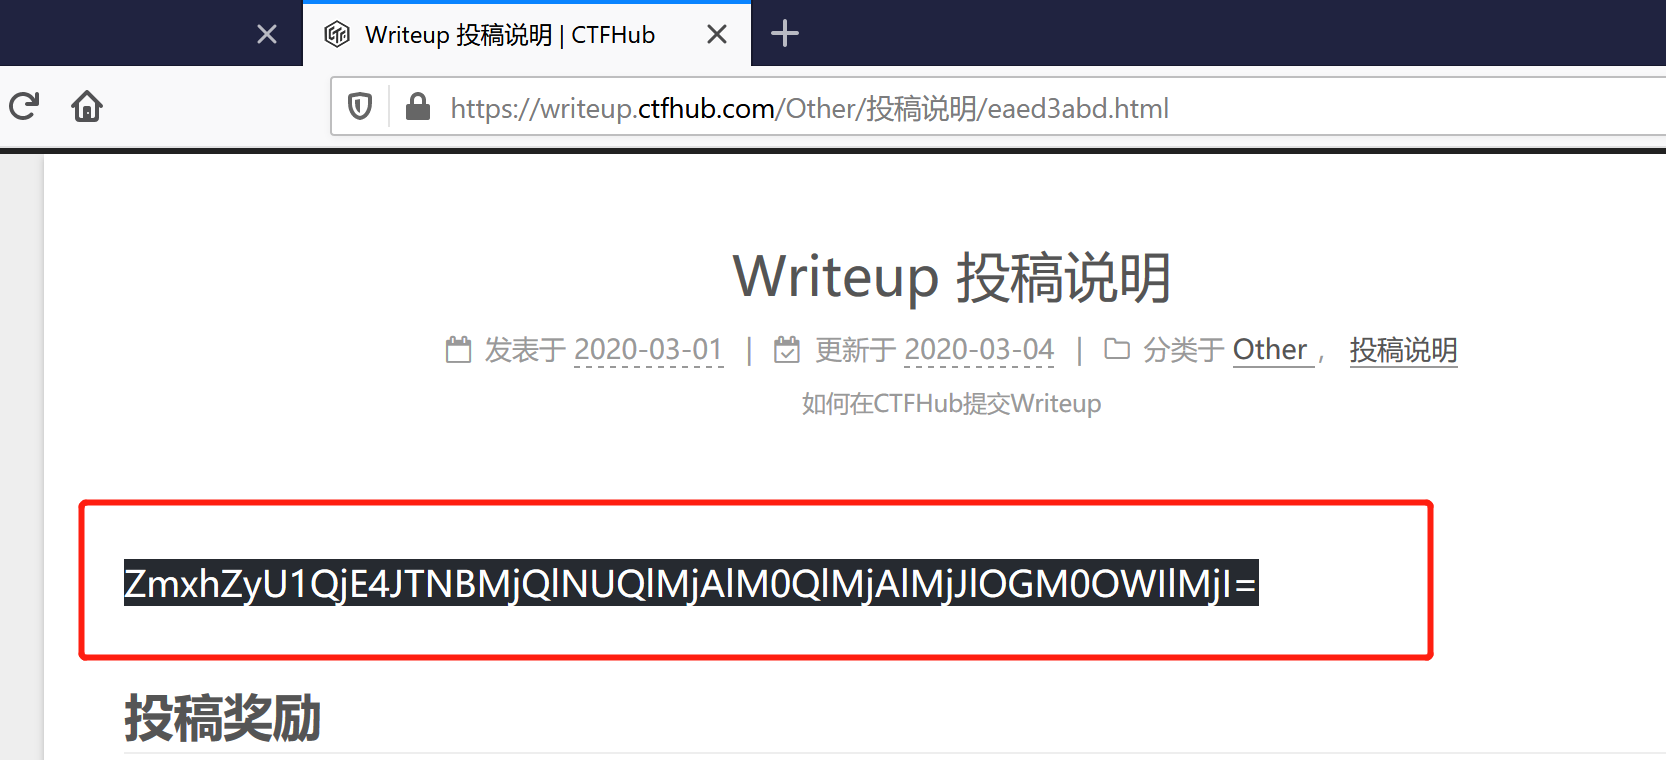 Writeup 投稿说明 | CTFHub
https://writeup.ctfhub.com/Other/投稿说明/eaed3abd.html
Writeup 投稿说明
发表于 2020-03-01 | 更新于 2020-03-04 | 分类于 Other ， 投稿说明
如何在CTFHub提交Writeup
ZmxhZyU1QjE4JTNBMjQlNUQlMjAlM0QlMjAlMjJlOGM0OWIlMjI=
投稿奖励